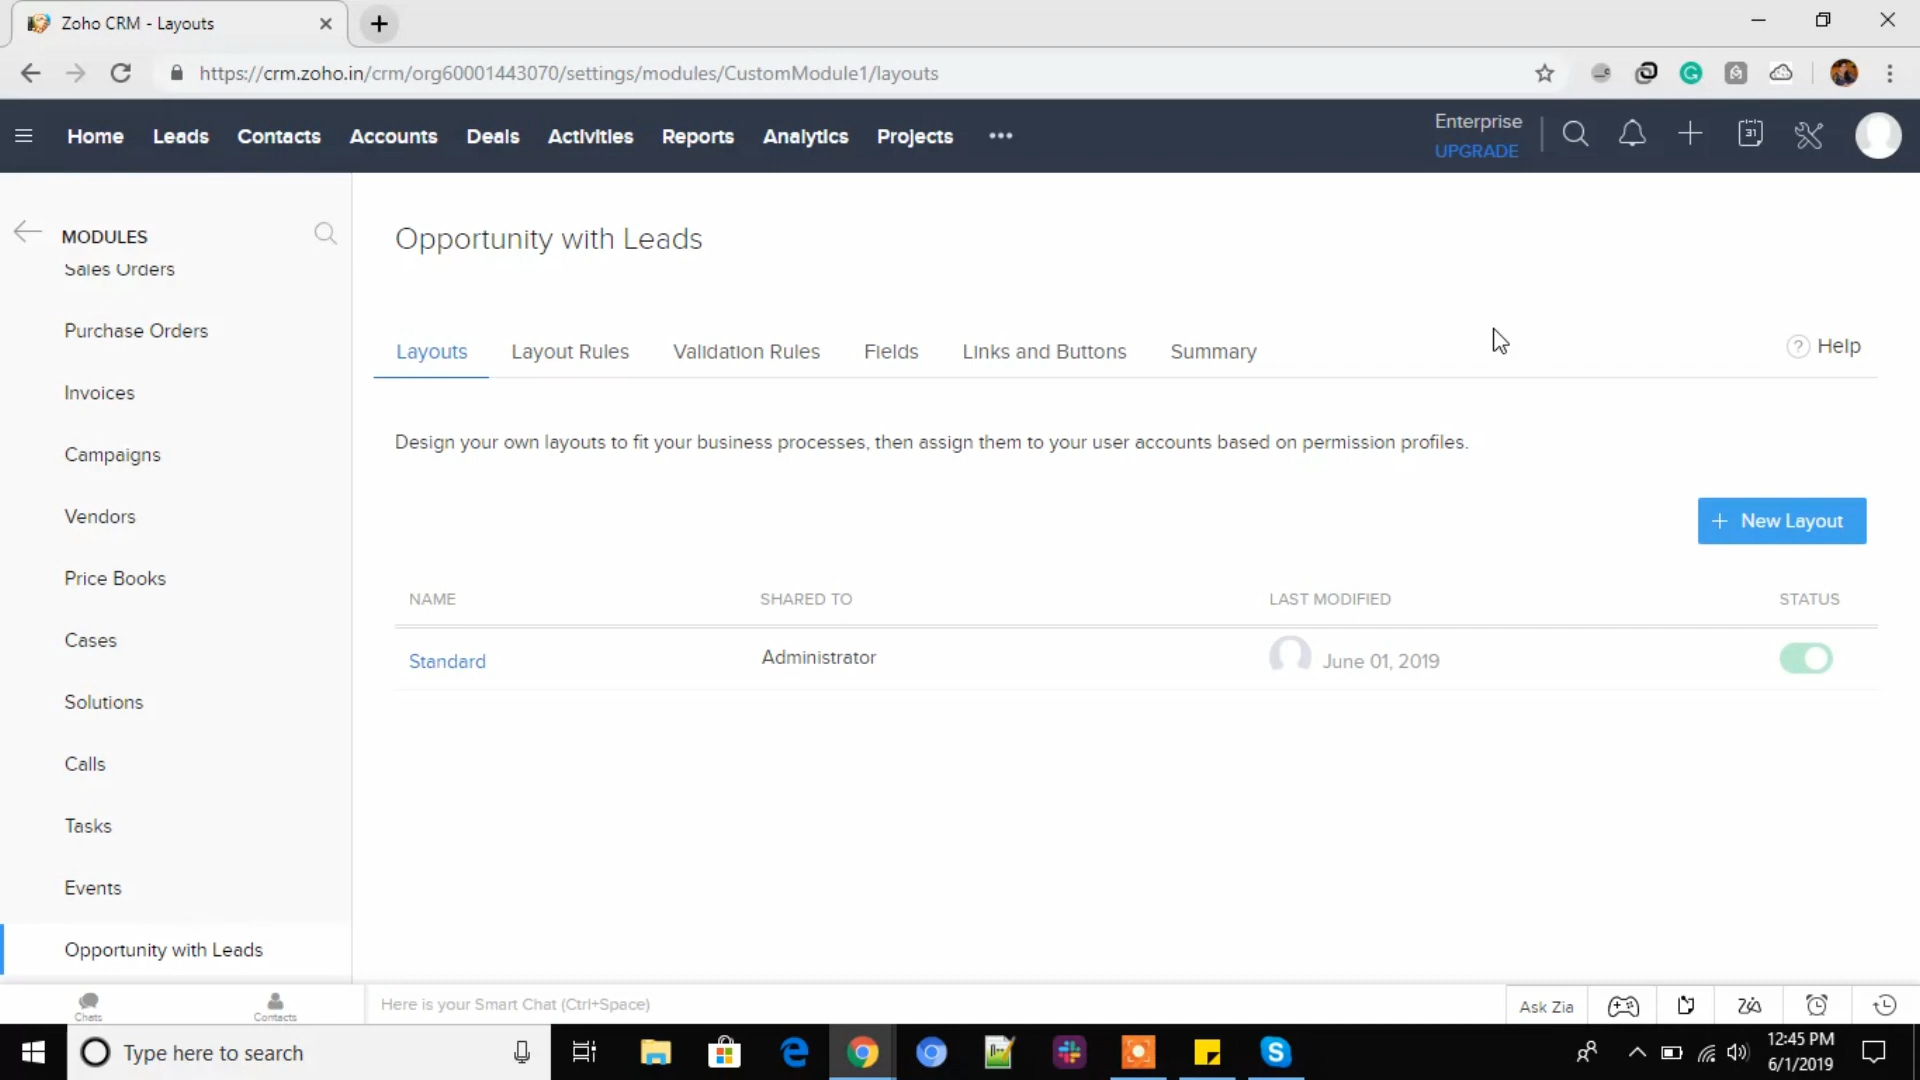 Zoho CRM - Layouts
https://crm.zoho.in/crm/org60001443070/settings/modules/CustomModule1/layouts
Home Leads Contacts Accounts Deals Activities Reports Analytics Projects •••
Enterprise
UPGRADE
31
MODULES
Sales Orders
Purchase Orders
Invoices
Campaigns
Vendors
Price Books
Cases
Solutions
Calls
Tasks
Events
Opportunity with Leads
Opportunity with Leads
Layouts Layout Rules Validation Rules Fields Links and Buttons Summary
? Help
Design your own layouts to fit your business processes, then assign them to your user accounts based on permission profiles.
+ New Layout
NAME SHARED TO LAST MODIFIED STATUS
Standard Administrator June 01, 2019
Chats Contacts
Here is your Smart Chat (Ctrl+Space)
Ask Zia
Type here to search
12:45 PM
6/1/2019